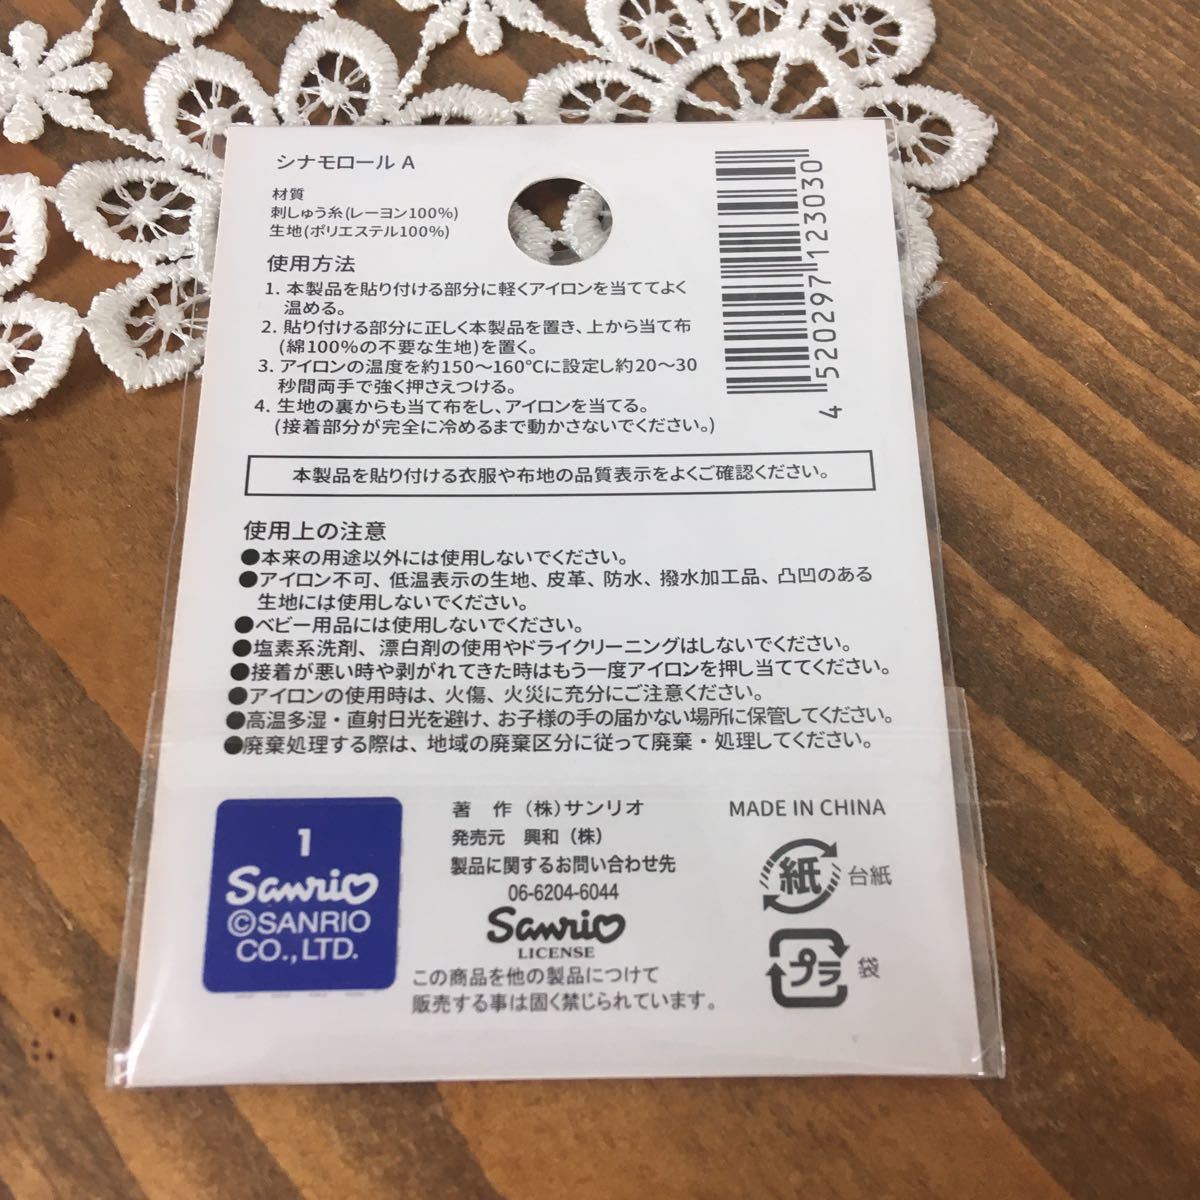 シナモロール A
材質
刺しゅう糸(レーヨン100%)
生地(ポリエステル100%)
使用方法
1. 本製品を貼り付ける部分に軽くアイロンを当ててよく
温める。
2. 貼り付ける部分に正しく本製品を置き、上から当て布
(綿100%の不要な生地)を置く。
3. アイロンの温度を約150〜160℃に設定し約20〜30
秒間両手で強く押さえつける。
4. 生地の裏からも当て布をし、アイロンを当てる。
(接着部分が完全に冷めるまで動かさないでください。)
4 520297 123030
本製品を貼り付ける衣服や布地の品質表示をよくご確認ください。
使用上の注意
●本来の用途以外には使用しないでください。
●アイロン不可、低温表示の生地、皮革、防水、撥水加工品、凸凹のある
生地には使用しないでください。
●ベビー用品には使用しないでください。
●塩素系洗剤、漂白剤の使用やドライクリーニングはしないでください。
●接着が悪い時や剥がれてきた時はもう一度アイロンを押し当ててください。
●アイロンの使用時は、火傷、火災に充分にご注意ください。
●高温多湿・直射日光を避け、お子様の手の届かない場所に保管してください。
●廃棄処理する際は、地域の廃棄区分に従って廃棄・処理してください。
1
Sanrio
©SANRIO
CO.,LTD.
著 作 (株)サンリオ
発売元 興和 (株)
製品に関するお問い合わせ先
06-6204-6044
Sanrio
LICENSE
この商品を他の製品につけて
販売する事は固く禁じられています。
MADE IN CHINA
紙 台紙
プラ 袋